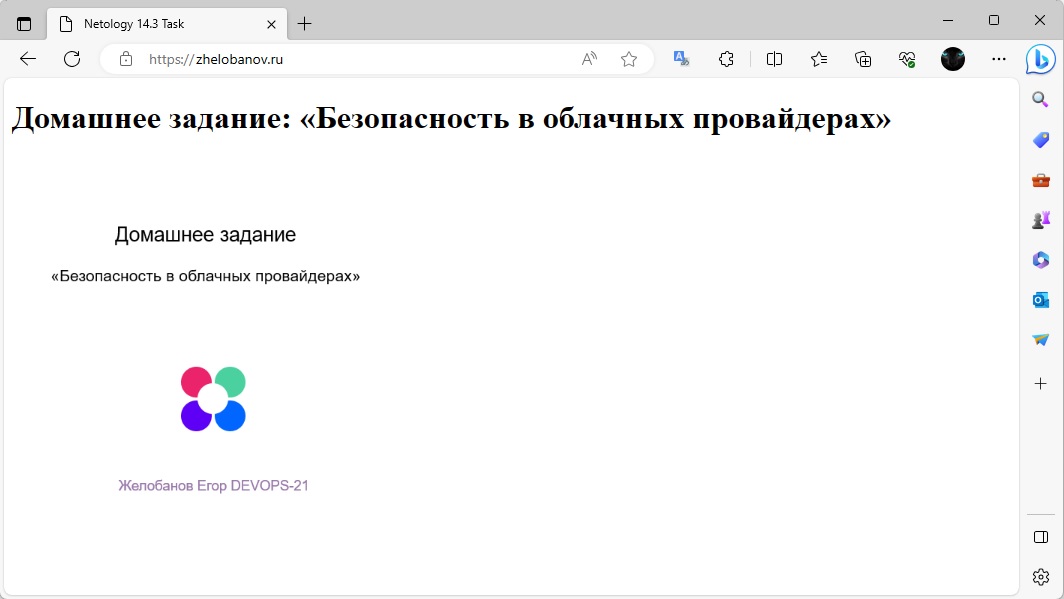 Netology 14.3 Task
https://zhelobanov.ru
Домашнее задание: «Безопасность в облачных провайдерах»
Домашнее задание
«Безопасность в облачных провайдерах»
Желобанов Егор DEVOPS-21